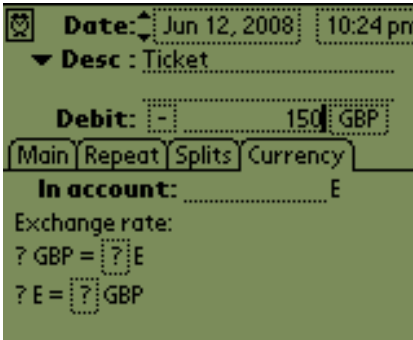 Date: Jun 12, 2008 10:24 pm
Desc : Ticket
Debit: - 150 GBP
Main Repeat Splits Currency
In account: E
Exchange rate:
? GBP = ? E
? E = ? GBP